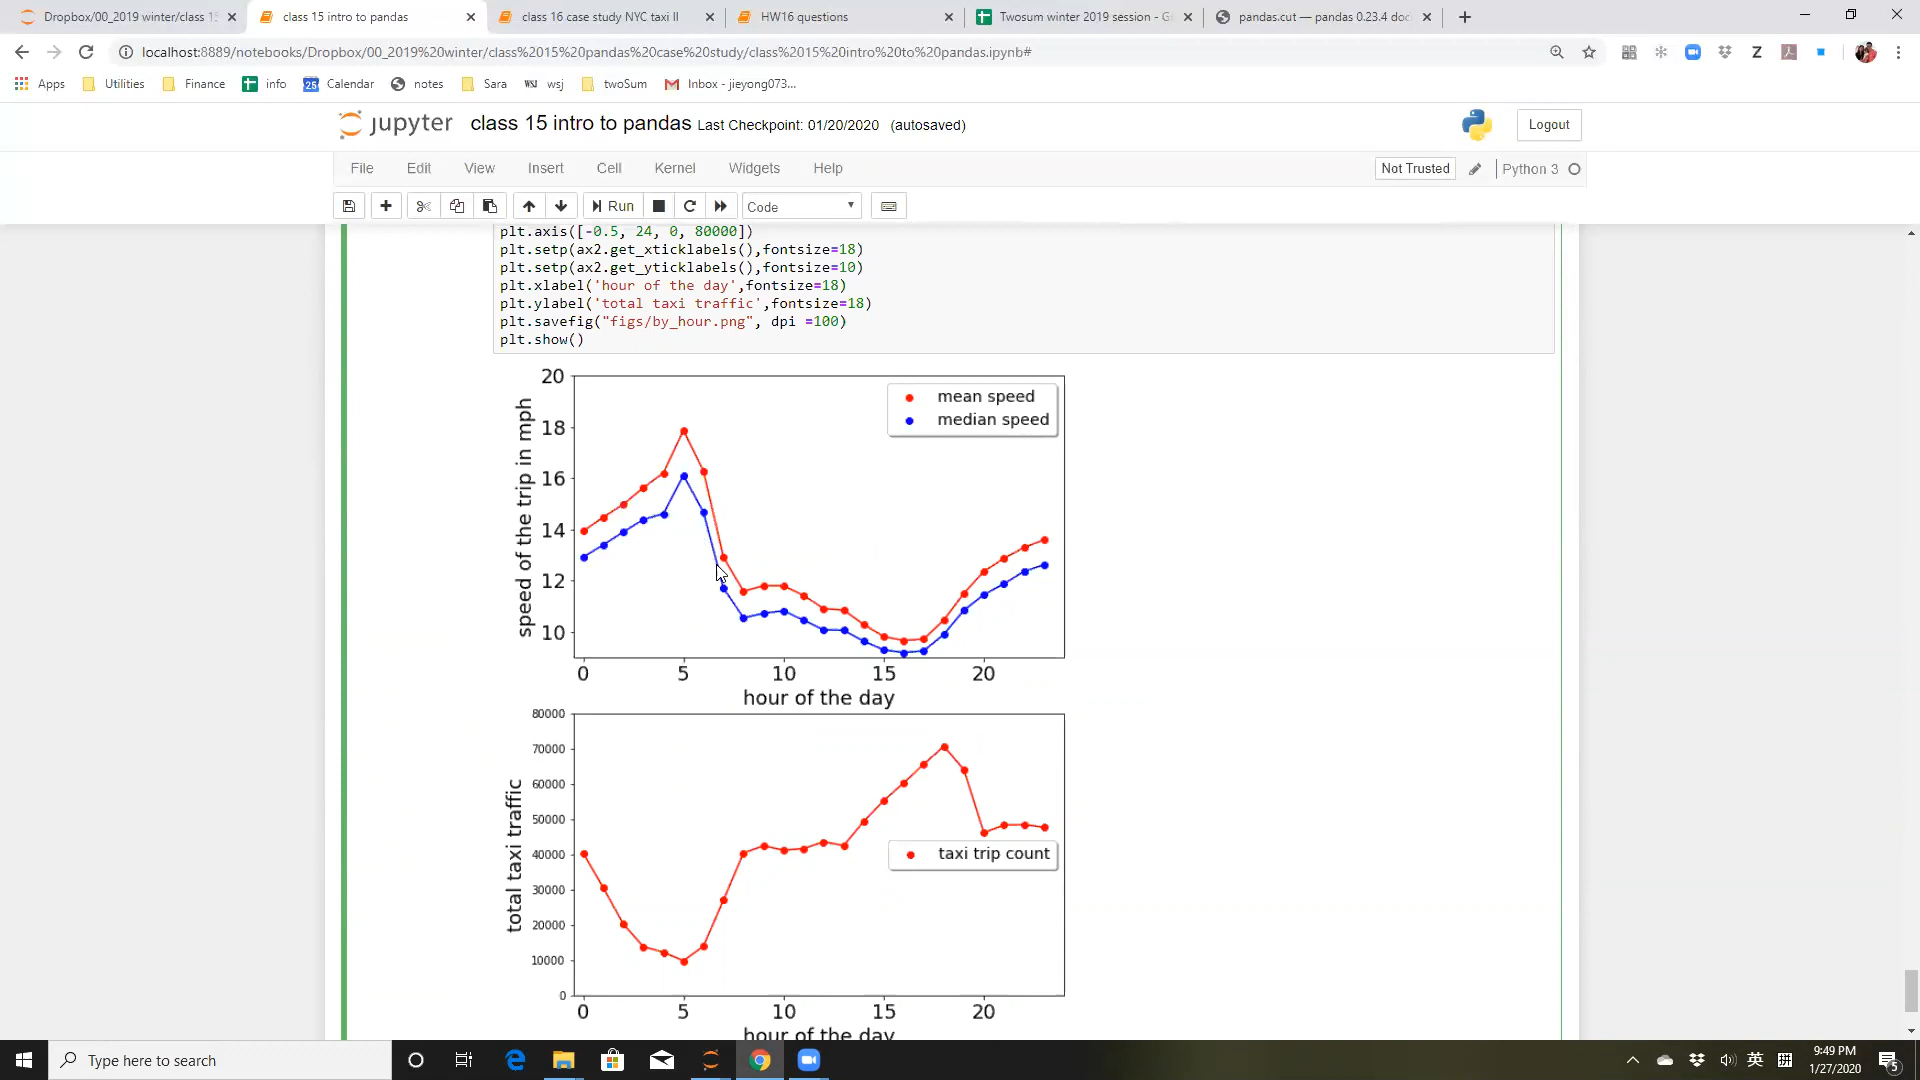 Dropbox/00_2019 winter/class 15
class 15 intro to pandas
class 16 case study NYC taxi II
HW16 questions
Twosum winter 2019 session - G
pandas.cut — pandas 0.23.4 doc
localhost:8889/notebooks/Dropbox/00_2019%20winter/class%2015%20pandas%20case%20study/class%2015%20intro%20to%20pandas.ipynb#
Z
Apps
Utilities
Finance
info
25
Calendar
notes
Sara
WSJ
wsj
twoSum
Inbox - jieyong073...
jupyter
class 15 intro to pandas Last Checkpoint: 01/20/2020 (autosaved)
Logout
File
Edit
View
Insert
Cell
Kernel
Widgets
Help
Not Trusted
Python 3
Run
Code
plt.axis([-0.5, 24, 0, 80000])
plt.setp(ax2.get_xticklabels(),fontsize=18)
plt.setp(ax2.get_yticklabels(),fontsize=10)
plt.xlabel('hour of the day',fontsize=18)
plt.ylabel('total taxi traffic',fontsize=18)
plt.savefig("figs/by_hour.png", dpi =100)
plt.show()
speed of the trip in mph
20
18
16
14
12
10
mean speed
median speed
0 5 10 15 20
hour of the day
total taxi traffic
80000
70000
60000
50000
40000
30000
20000
10000
0
taxi trip count
0 5 10 15 20
hour of the day
Type here to search
英
拼
9:49 PM
1/27/2020
5